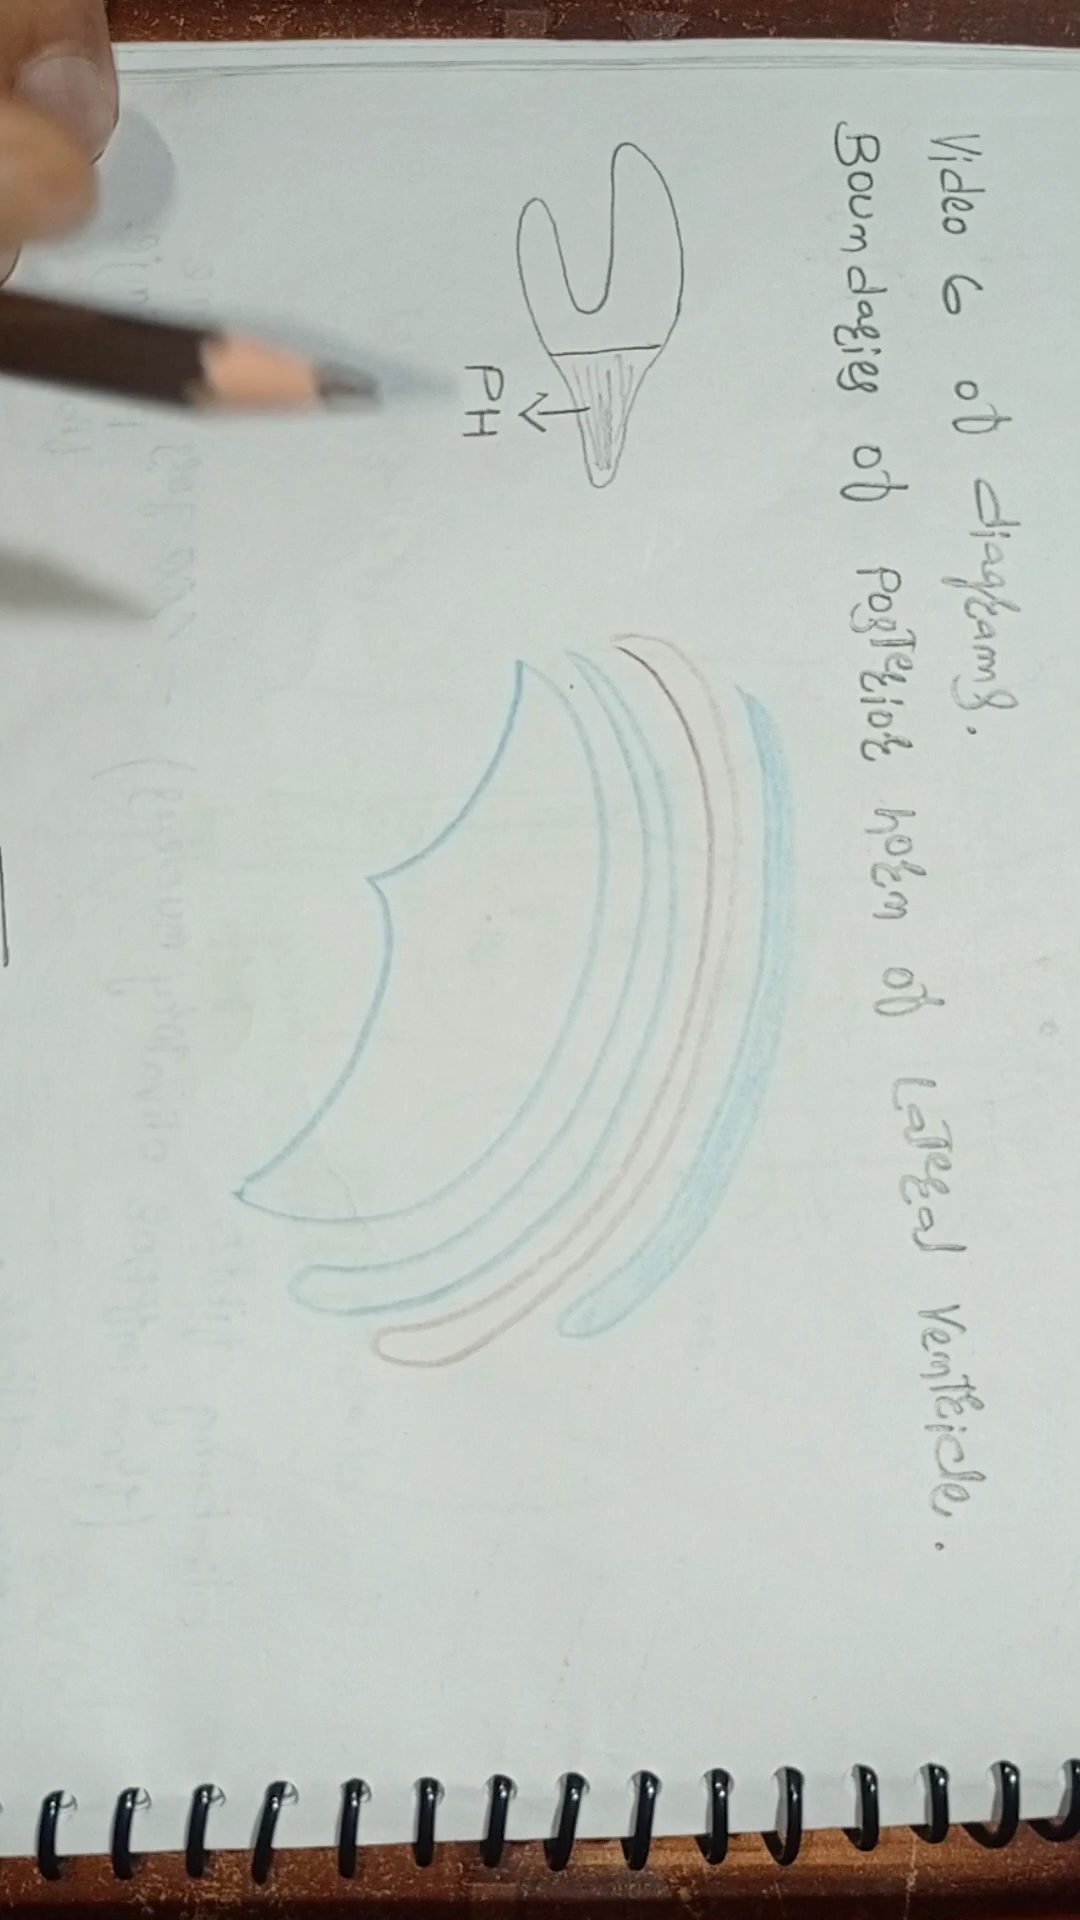 Video 6 of diagrams.
Boundaries of Posterior horn of Lateral Ventricle.
PH